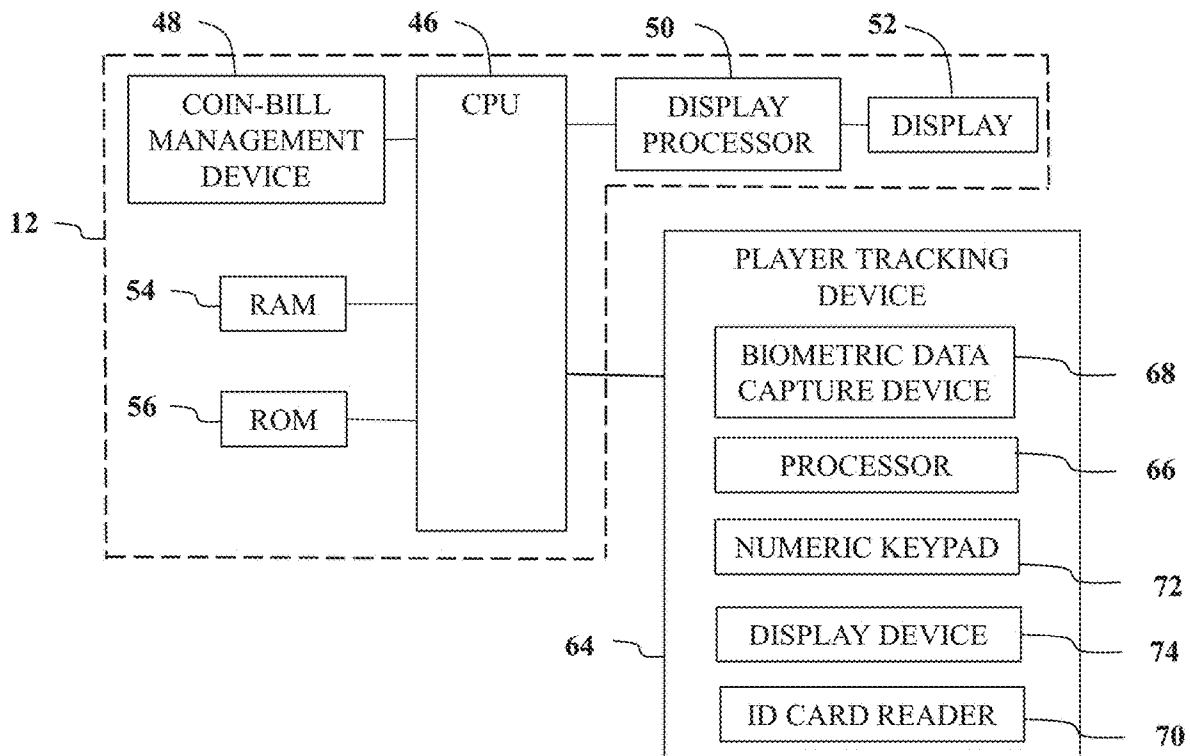 48
46
50
52
COIN-BILL
MANAGEMENT
DEVICE
CPU
DISPLAY
PROCESSOR
DISPLAY
12
54
RAM
56
ROM
PLAYER TRACKING
DEVICE
BIOMETRIC DATA
CAPTURE DEVICE
68
PROCESSOR
66
NUMERIC KEYPAD
72
64
DISPLAY DEVICE
74
ID CARD READER
70